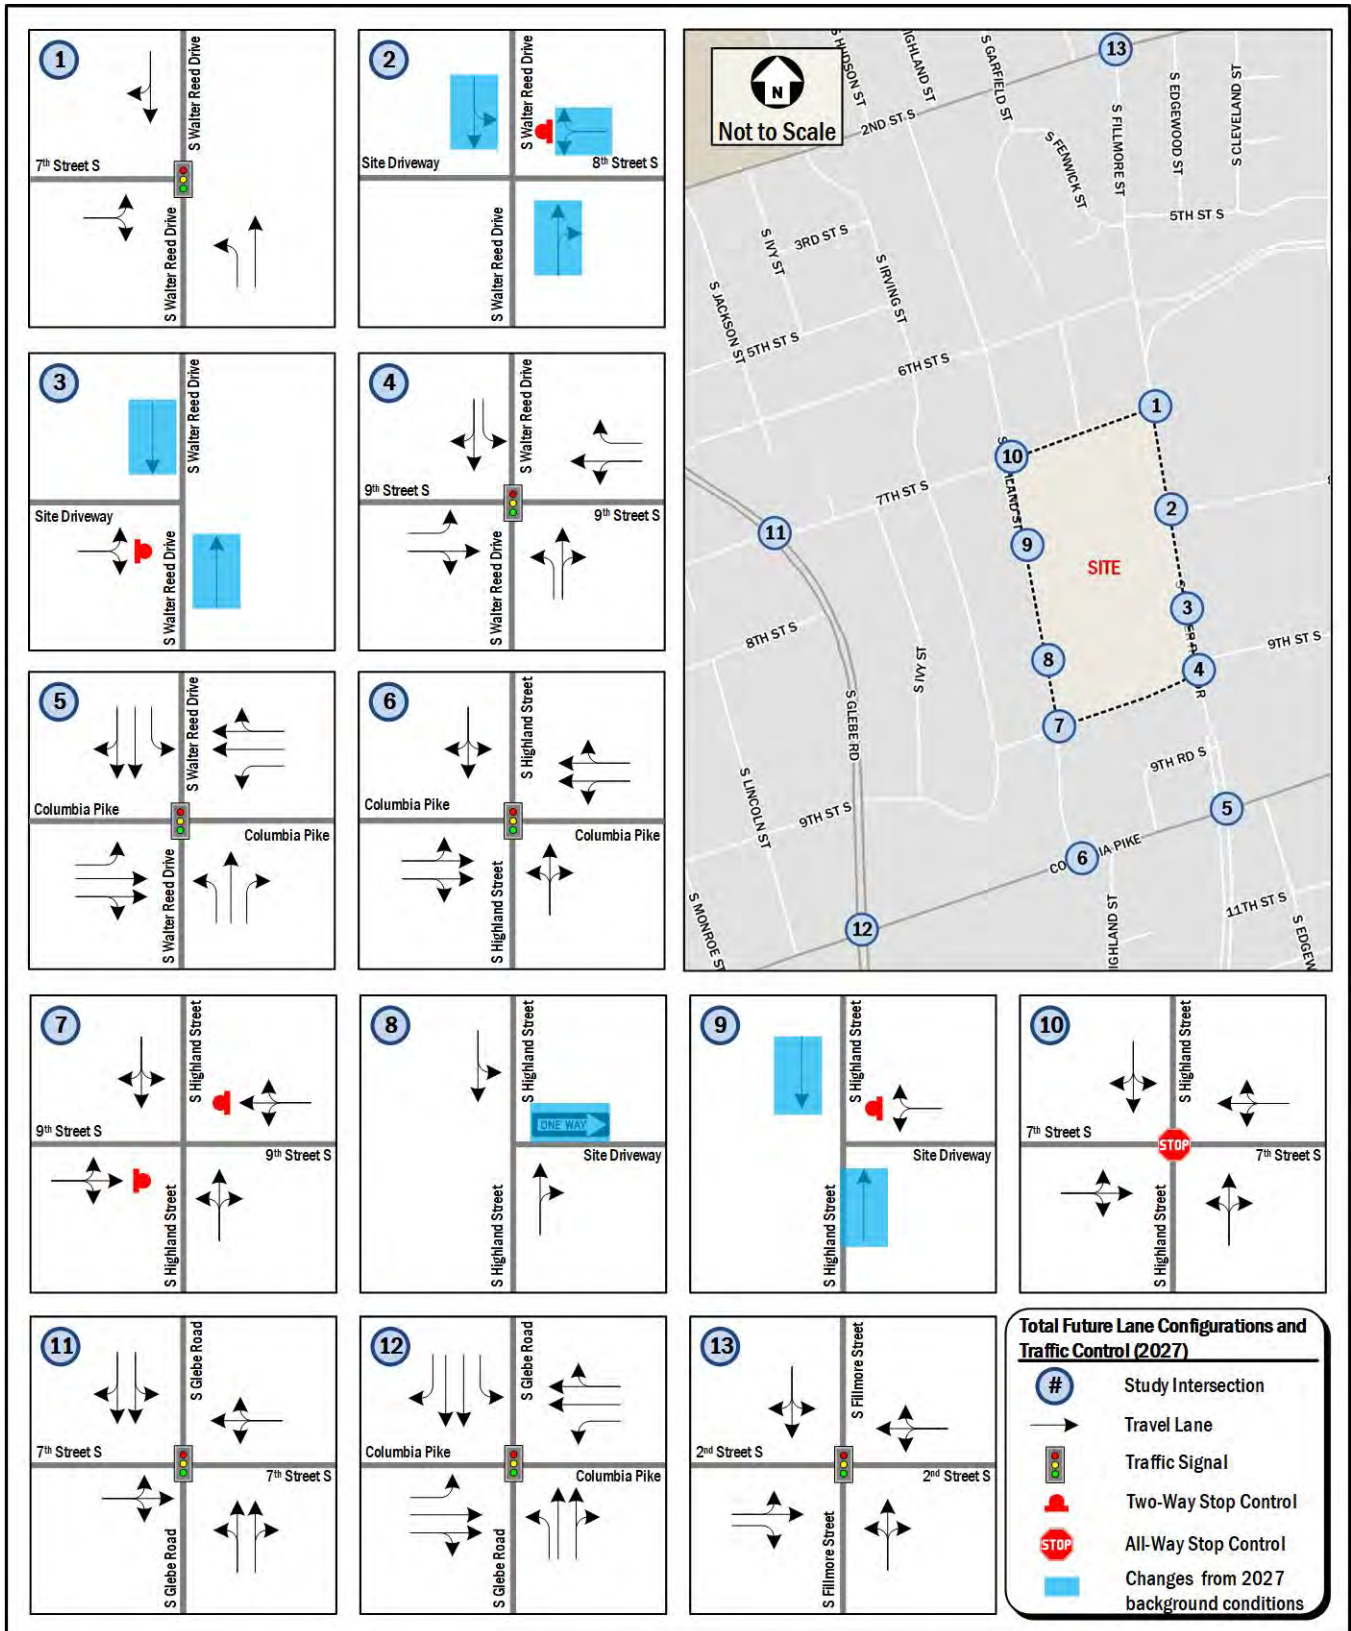 1
S Walter Reed Drive
7th Street S
S Walter Reed Drive
2
S Walter Reed Drive
Site Driveway
8th Street S
N
Not to Scale
S HUDSON ST
S GARFIELD ST
2ND ST S
13
S EDGEWOOD ST
S CLEVELAND ST
S FILLMORE ST
S FENWICK ST
5TH ST S
S IVY ST
3RD ST S
S IRVING ST
S JACKSON ST
5TH ST S
6TH ST S
1
10
7TH ST S
2
11
9
SITE
3
8TH ST S
8
4
9TH ST S
S IVY ST
S GLEBE RD
7
9TH RD S
S LINCOLN ST
9TH ST S
5
6
S MONROE ST
12
11TH ST S
3
S Walter Reed Drive
Site Driveway
S Walter Reed Drive
4
S Walter Reed Drive
9th Street S
9th Street S
S Walter Reed Drive
5
S Walter Reed Drive
Columbia Pike
Columbia Pike
S Walter Reed Drive
6
S Highland Street
Columbia Pike
Columbia Pike
S Highland Street
7
S Highland Street
9th Street S
9th Street S
S Highland Street
8
S Highland Street
ONE WAY
Site Driveway
S Highland Street
9
S Highland Street
Site Driveway
S Highland Street
10
S Highland Street
7th Street S
STOP
7th Street S
S Highland Street
11
S Glebe Road
7th Street S
7th Street S
S Glebe Road
12
S Glebe Road
Columbia Pike
Columbia Pike
S Glebe Road
13
S Fillmore Street
2nd Street S
2nd Street S
S Fillmore Street
Total Future Lane Configurations and
Traffic Control (2027)
# Study Intersection
Travel Lane
Traffic Signal
Two-Way Stop Control
STOP All-Way Stop Control
Changes from 2027
background conditions